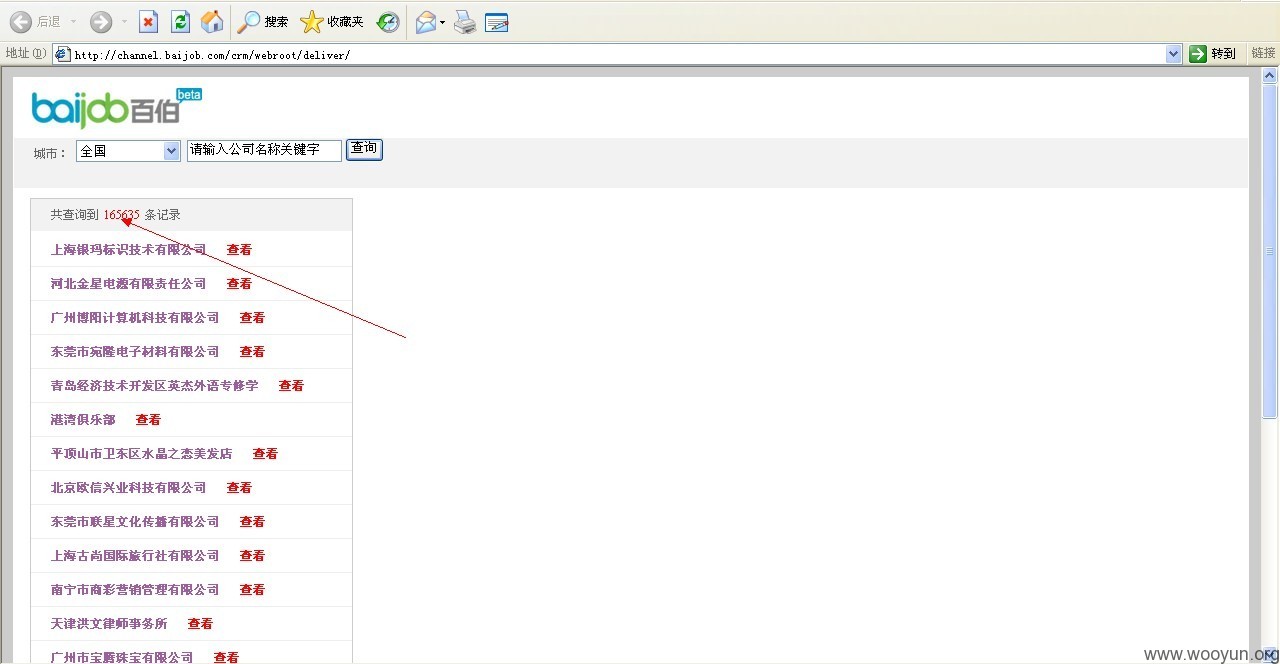 后退 搜索 收藏夹
地址(D) http://channel.baijob.com/crm/webroot/deliver/ 转到 链接
baijob百伯 beta
城市： 全国 请输入公司名称关键字 查询
共查询到 165635 条记录
上海银玛标识技术有限公司 查看
河北金星电源有限责任公司 查看
广州博阳计算机科技有限公司 查看
东莞市宛隆电子材料有限公司 查看
青岛经济技术开发区英杰外语专修学 查看
港湾俱乐部 查看
平顶山市卫东区水晶之恋美发店 查看
北京欧信兴业科技有限公司 查看
东莞市联星文化传播有限公司 查看
上海古尚国际旅行社有限公司 查看
南宁市商彩营销管理有限公司 查看
天津洪文律师事务所 查看
广州市宝腾珠宝有限公司 查看
www.wooyun.org